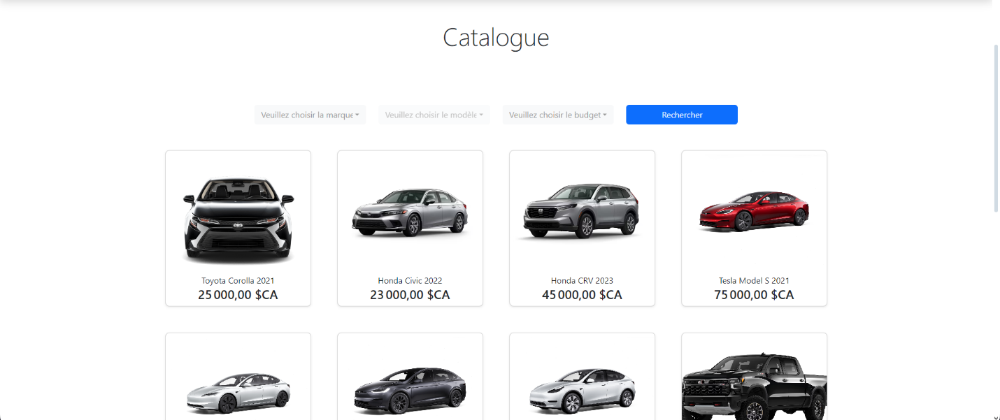 Catalogue
Veuillez choisir la marque
Veuillez choisir le modèle
Veuillez choisir le budget
Rechercher
Toyota Corolla 2021
25 000,00 $CA
Honda Civic 2022
23 000,00 $CA
Honda CRV 2023
45 000,00 $CA
Tesla Model S 2021
75 000,00 $CA